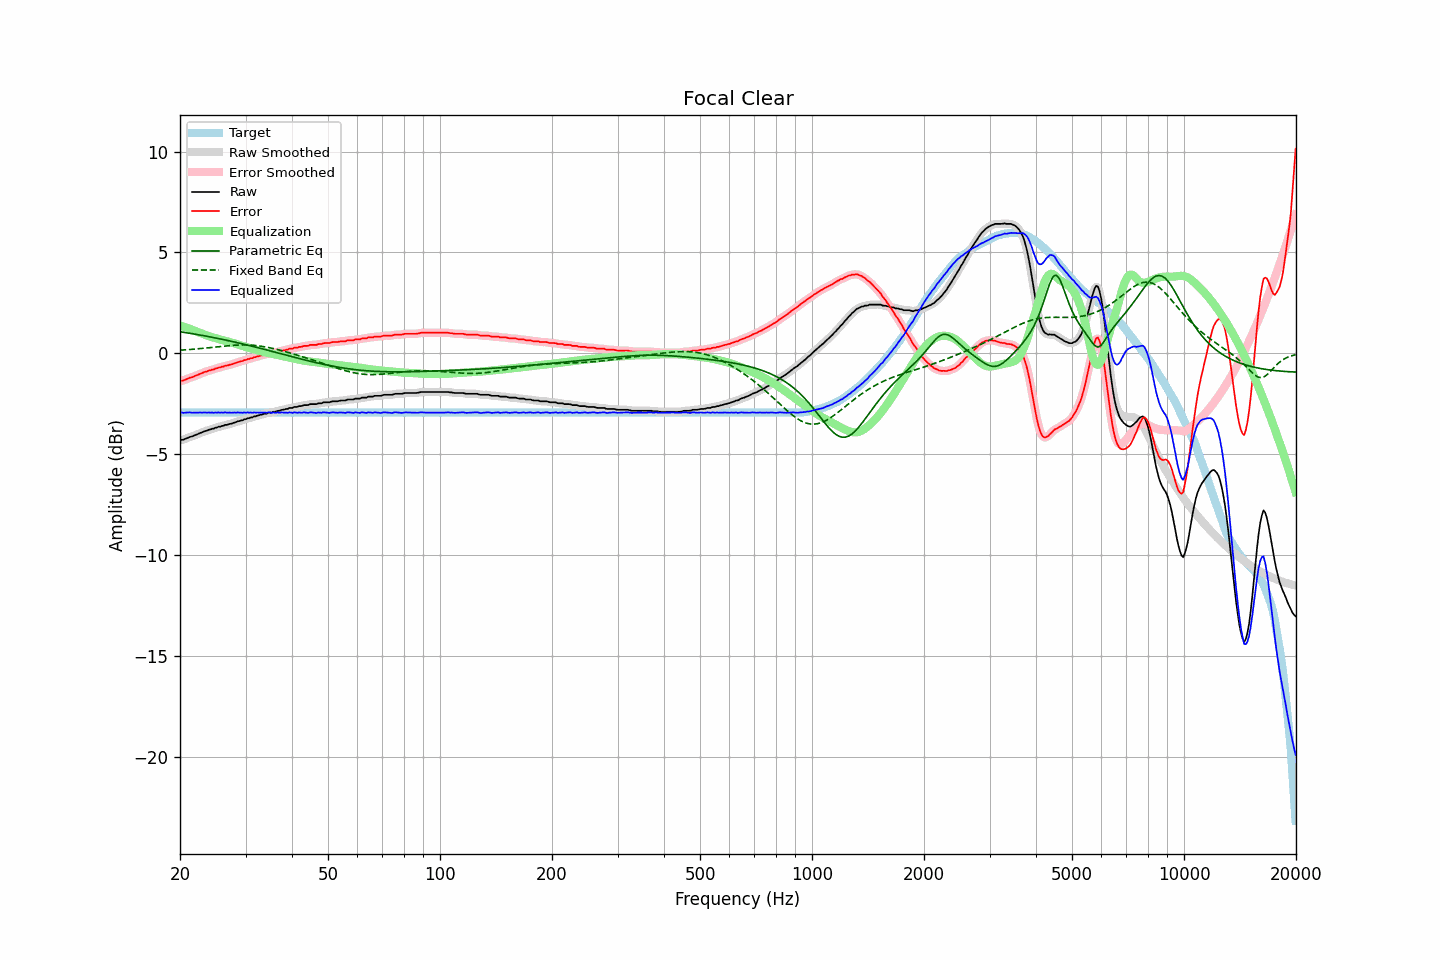 Focal Clear
Target
Raw Smoothed
Error Smoothed
Raw
Error
Equalization
Parametric Eq
Fixed Band Eq
Equalized
10
5
0
−5
−10
−15
−20
Amplitude (dBr)
20 50 100 200 500 1000 2000 5000 10000 20000
Frequency (Hz)